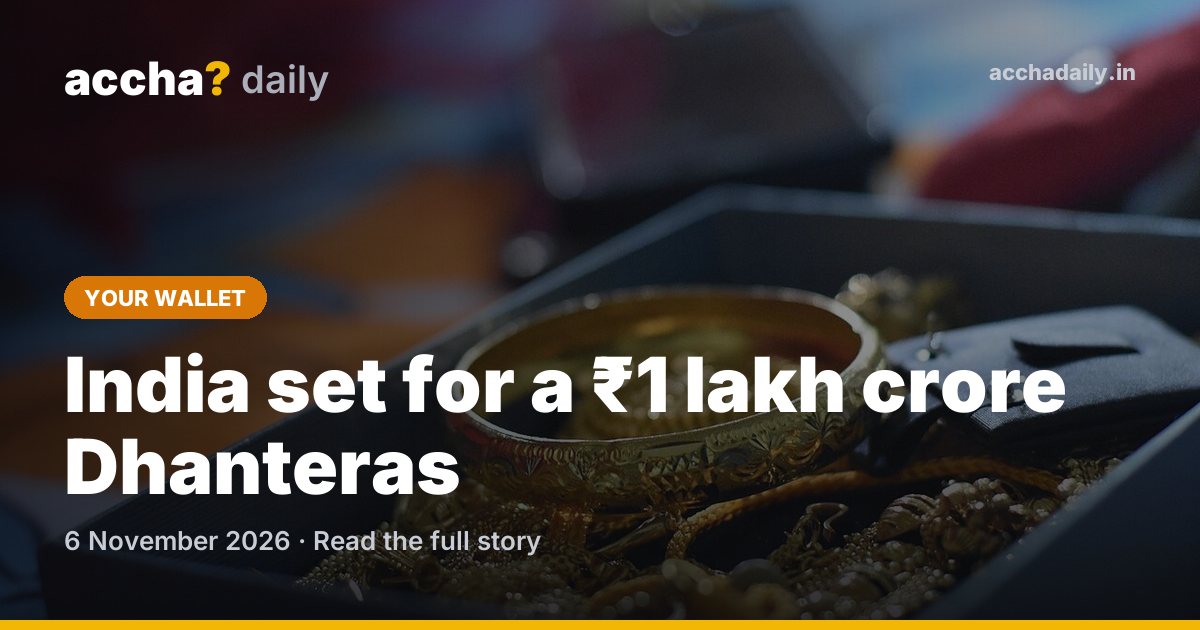 accha? daily
acchadaily.in
YOUR WALLET
India set for a ₹1 lakh crore
Dhanteras
6 November 2026 · Read the full story